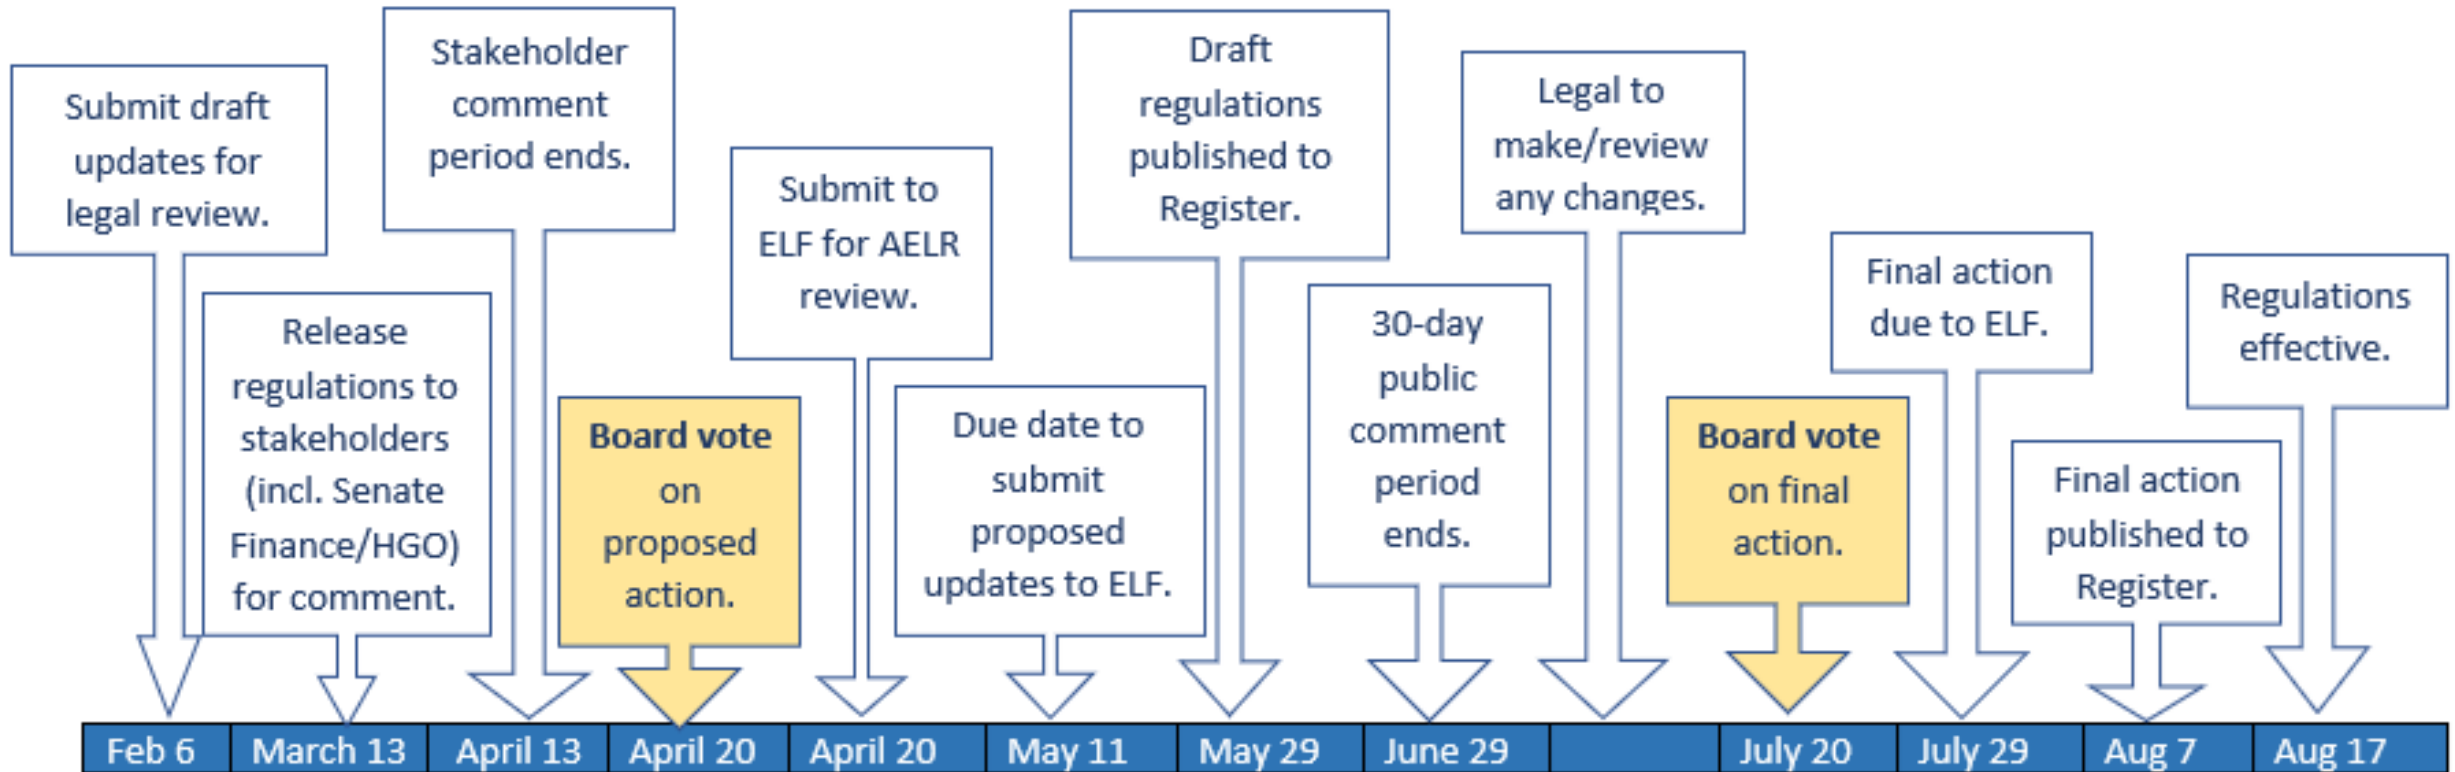 Submit draft
updates for
legal review.
Release
regulations to
stakeholders
(incl. Senate
Finance/HGO)
for comment.
Stakeholder
comment
period ends.
Board vote
on
proposed
action.
Submit to
ELF for AELR
review.
Due date to
submit
proposed
updates to ELF.
Draft
regulations
published to
Register.
30-day
public
comment
period
ends.
Legal to
make/review
any changes.
Board vote
on final
action.
Final action
due to ELF.
Final action
published to
Register.
Regulations
effective.
Feb 6
March 13
April 13
April 20
April 20
May 11
May 29
June 29
July 20
July 29
Aug 7
Aug 17